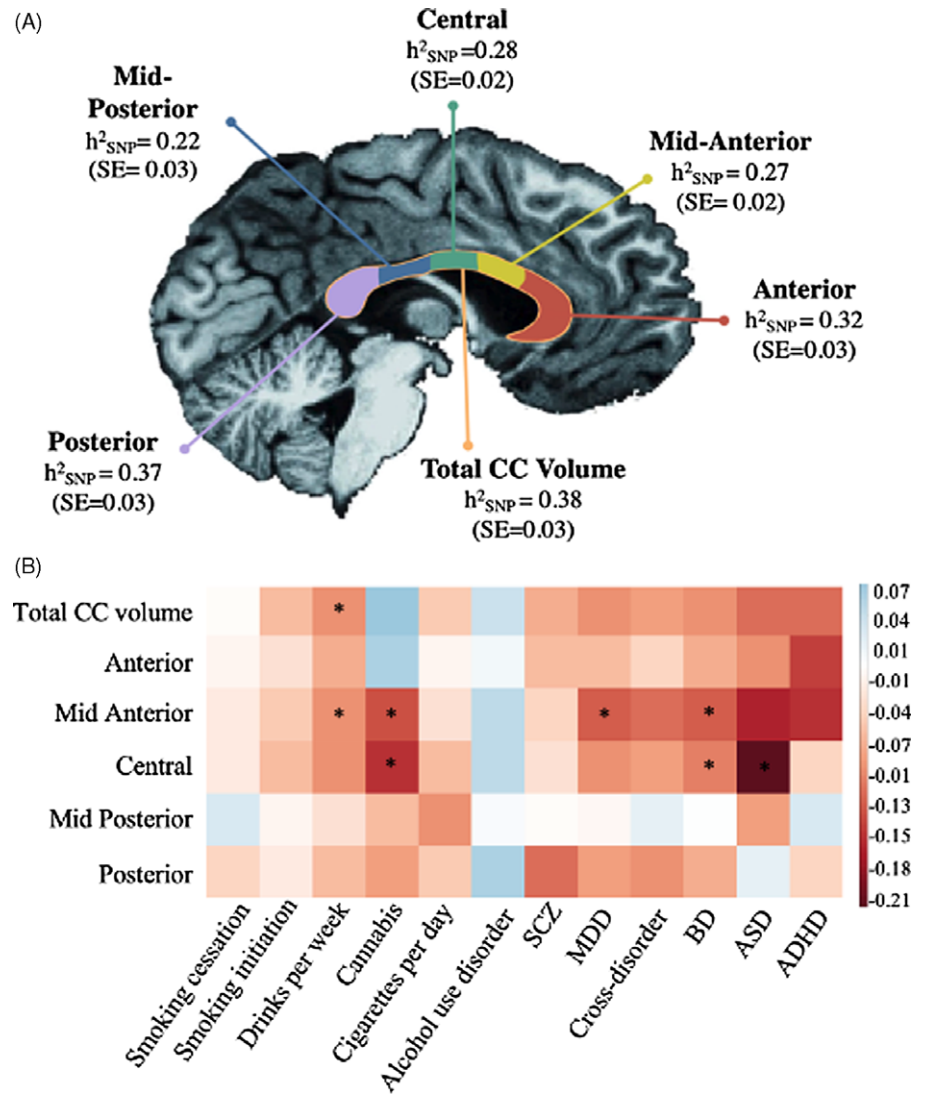 (A)
Central
h²SNP=0.28
(SE=0.02)
Mid-
Posterior
h²SNP= 0.22
(SE= 0.03)
Mid-Anterior
h²SNP= 0.27
(SE= 0.02)
Anterior
h²SNP= 0.32
(SE=0.03)
Posterior
h²SNP= 0.37
(SE=0.03)
Total CC Volume
h²SNP= 0.38
(SE=0.03)
(B)
Total CC volume
Anterior
Mid Anterior
Central
Mid Posterior
Posterior
*
* * * *
* * *
0.07
0.04
0.01
-0.01
-0.04
-0.07
-0.01
-0.13
-0.15
-0.18
-0.21
Smoking cessation
Smoking initiation
Drinks per week
Cannabis
Cigarettes per day
Alcohol use disorder
SCZ
MDD
Cross-disorder
BD
ASD
ADHD